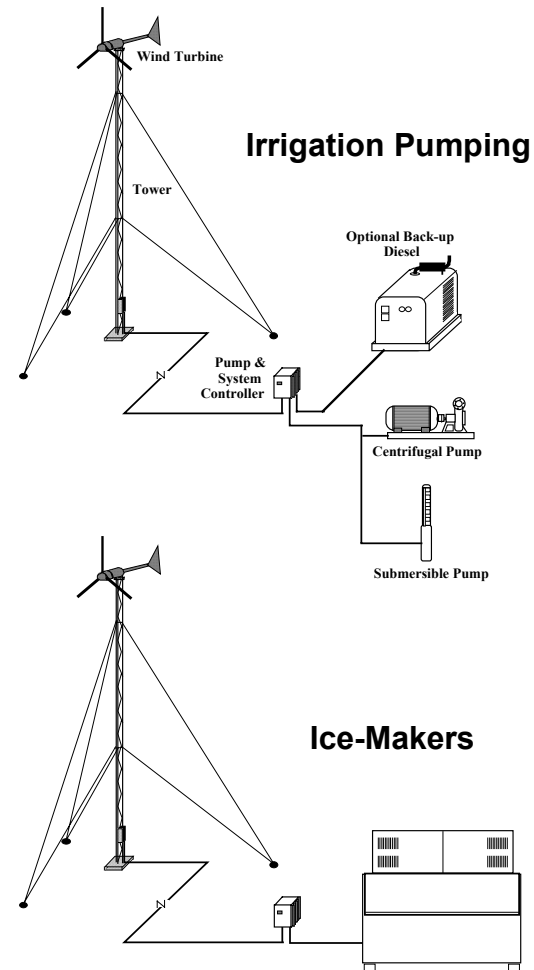 Wind Turbine
Irrigation Pumping
Tower
Optional Back-up
Diesel
Pump &
System
Controller
Centrifugal Pump
Submersible Pump
Ice-Makers